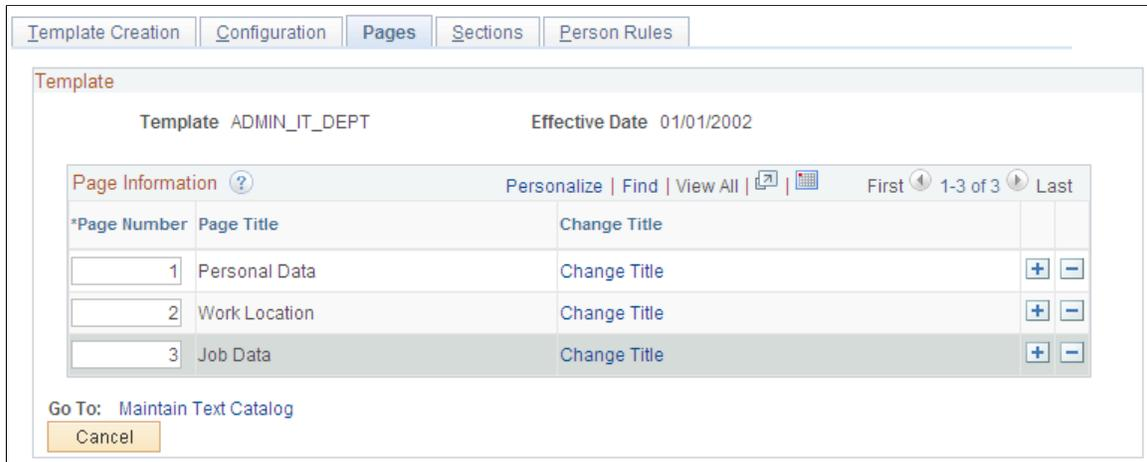 Template Creation Configuration Pages Sections Person Rules
Template
Template ADMIN_IT_DEPT Effective Date 01/01/2002
Page Information ? Personalize | Find | View All | | First 1-3 of 3 Last
*Page Number Page Title Change Title
1 Personal Data Change Title + -
2 Work Location Change Title + -
3 Job Data Change Title + -
Go To: Maintain Text Catalog
Cancel